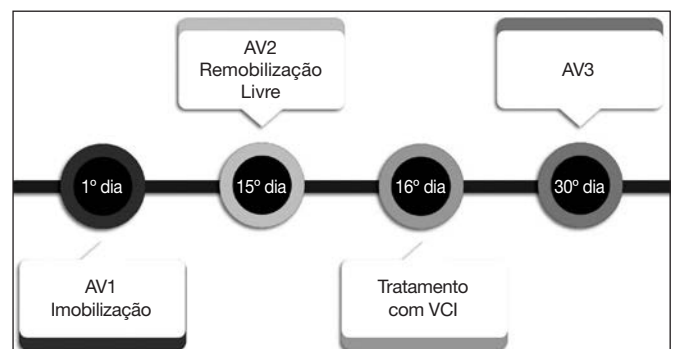 AV2
Remobilização
Livre
AV3
1º dia
15º dia
16º dia
30º dia
AV1
Imobilização
Tratamento
com VCI